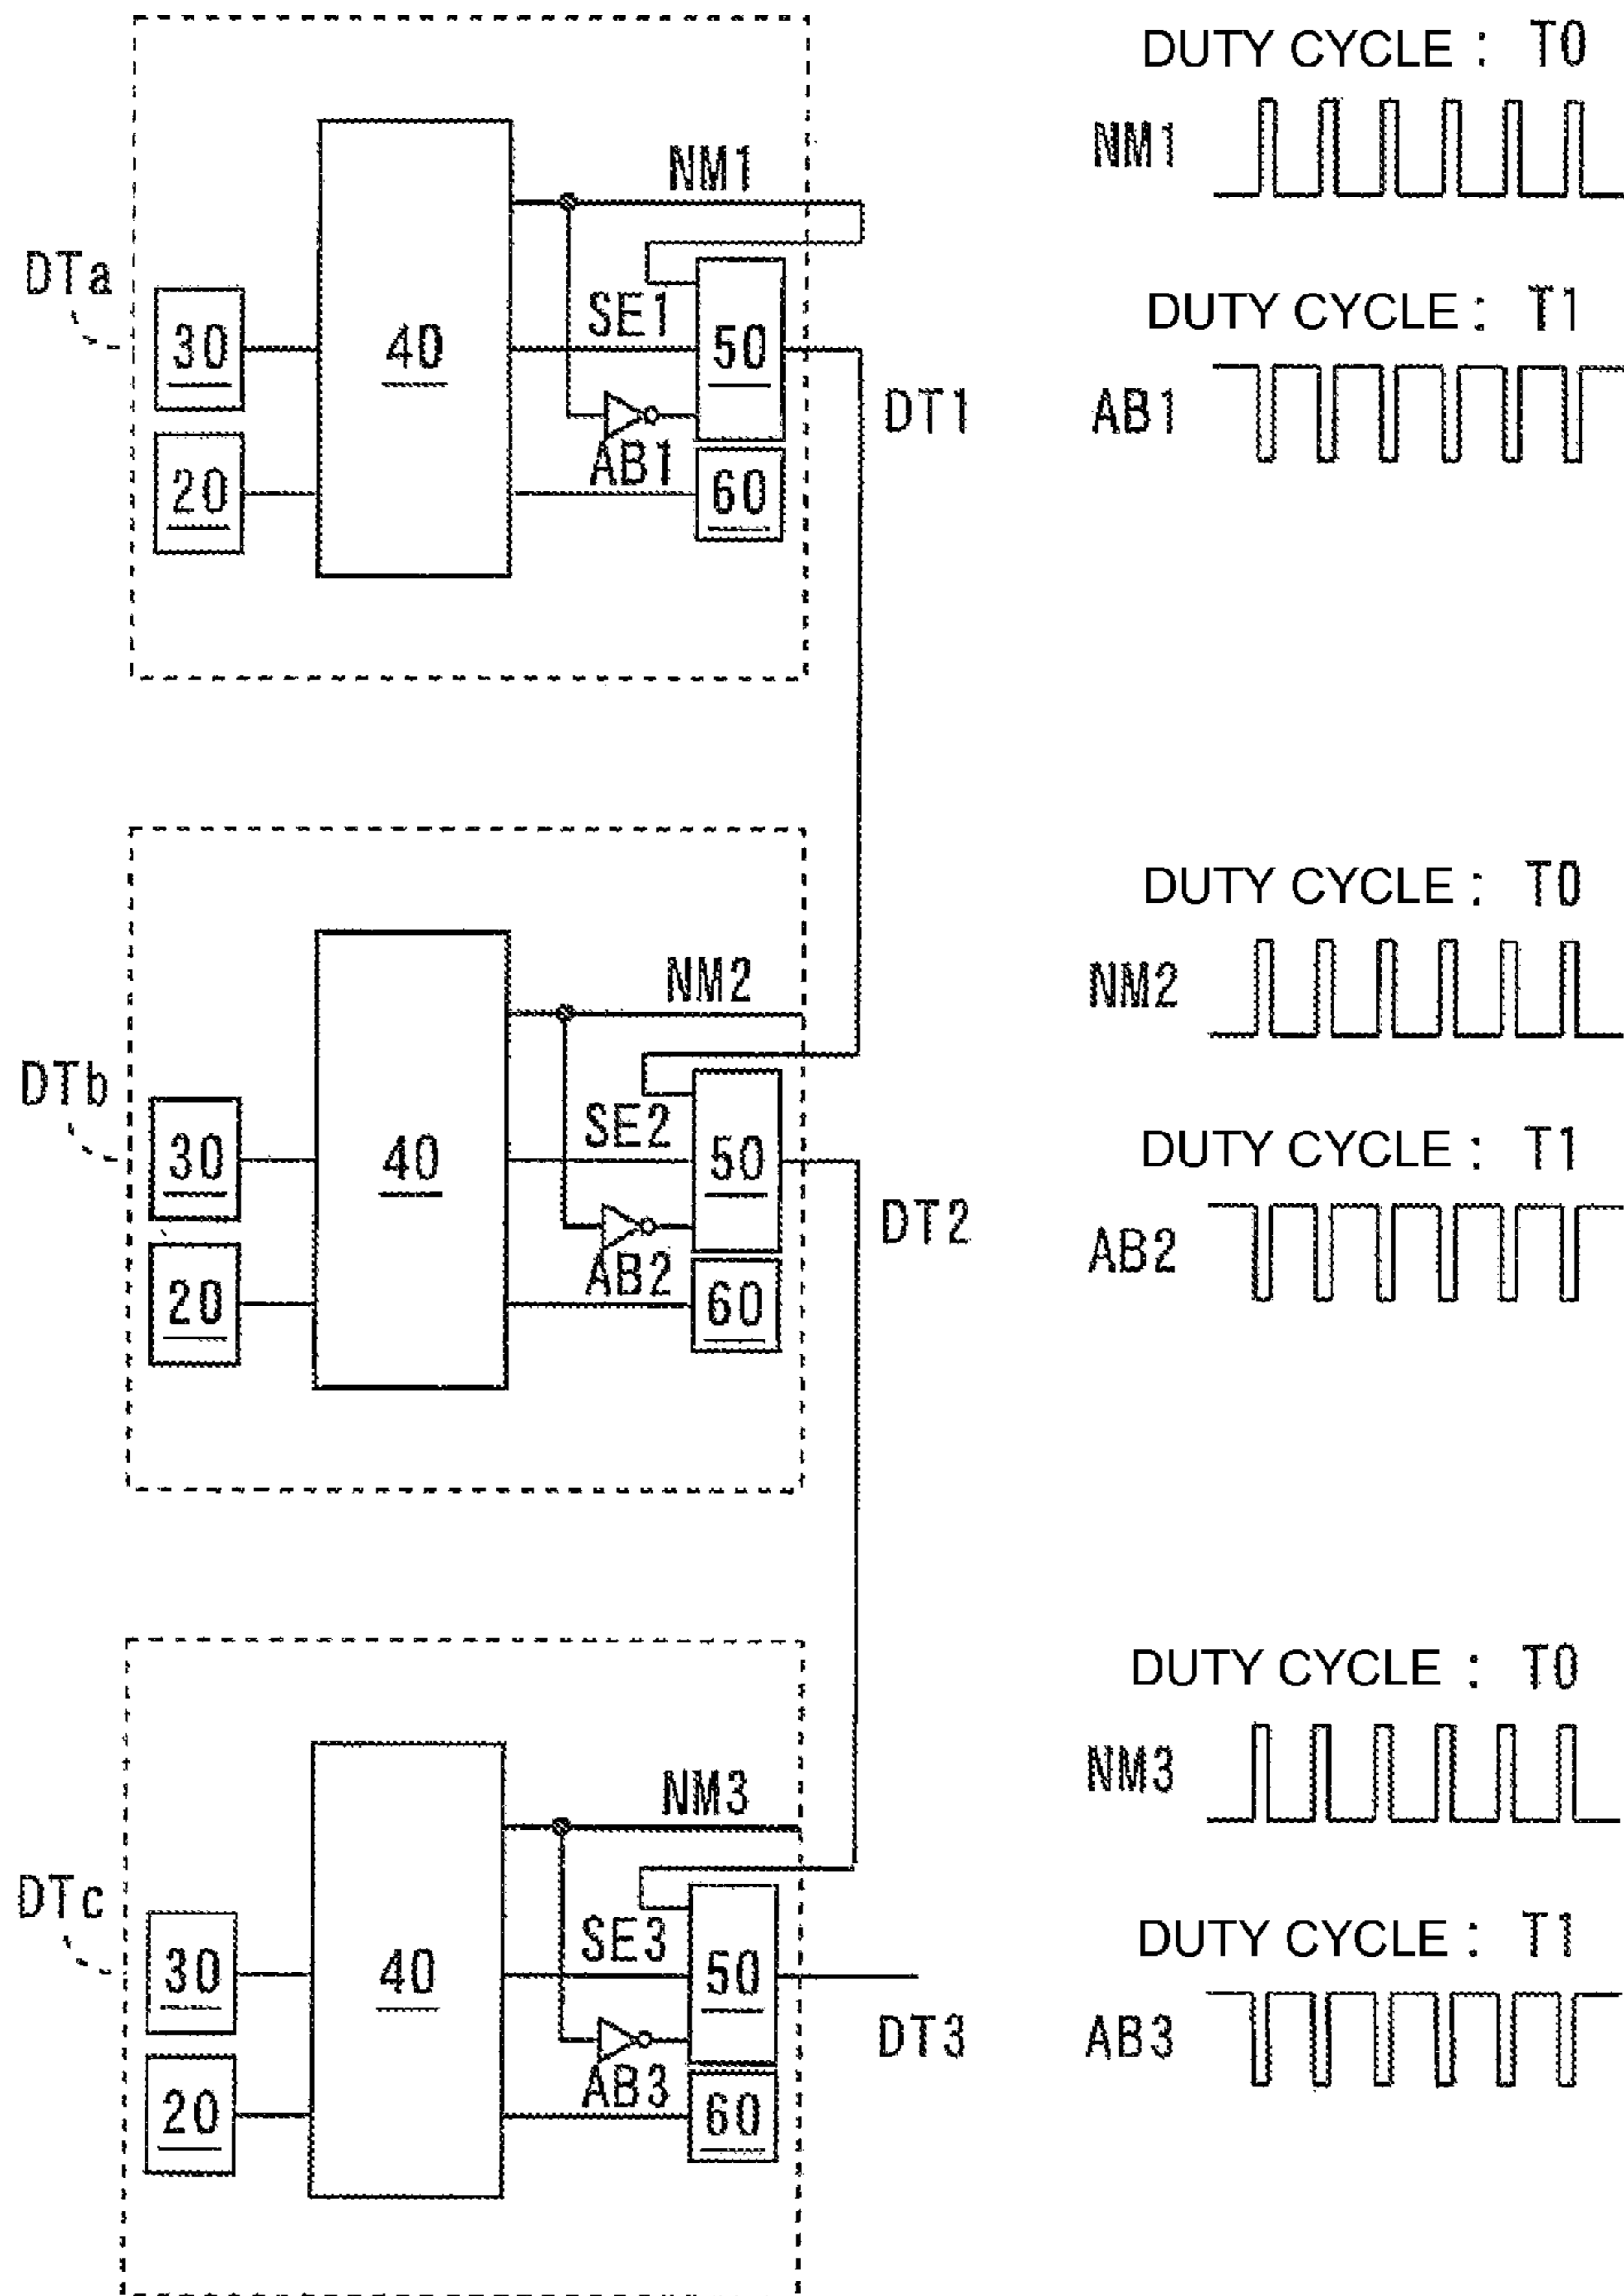 DUTY CYCLE : T0
NM1
NM1
DTa
DUTY CYCLE : T1
30
40
SE1
50
DT1
AB1
AB1
20
60
DUTY CYCLE : T0
NM2
NM2
DTb
DUTY CYCLE : T1
30
40
SE2
50
DT2
AB2
AB2
20
60
DUTY CYCLE : T0
NM3
NM3
DTc
DUTY CYCLE : T1
30
40
SE3
50
DT3
AB3
AB3
20
60